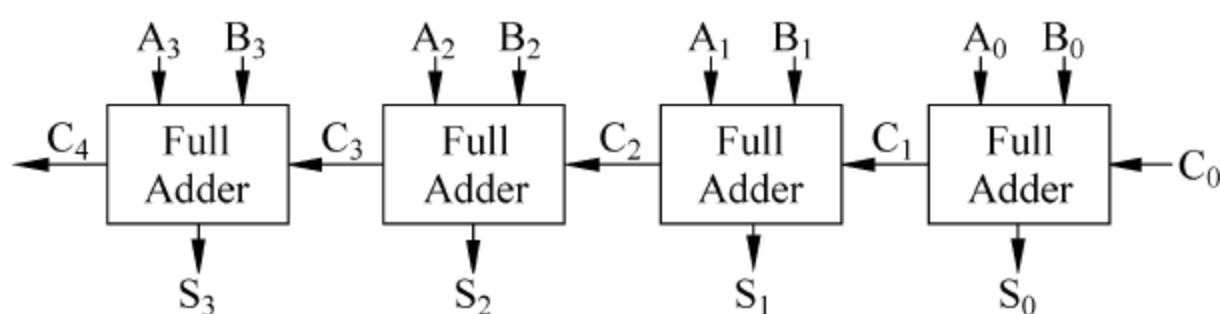 A₃ B₃ A₂ B₂ A₁ B₁ A₀ B₀
C₄ Full Adder C₃ Full Adder C₂ Full Adder C₁ Full Adder C₀
S₃ S₂ S₁ S₀